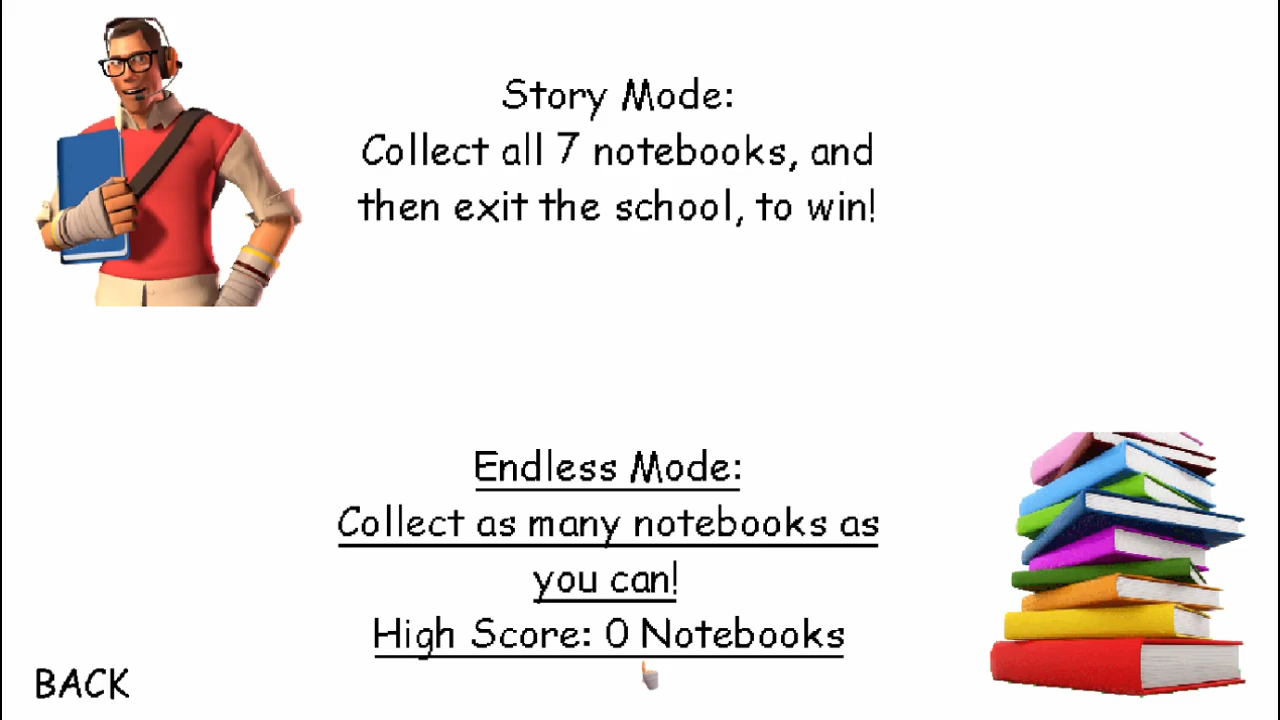 Story Mode:
Collect all 7 notebooks, and
then exit the school, to win!
Endless Mode:
Collect as many notebooks as
you can!
High Score: 0 Notebooks
BACK